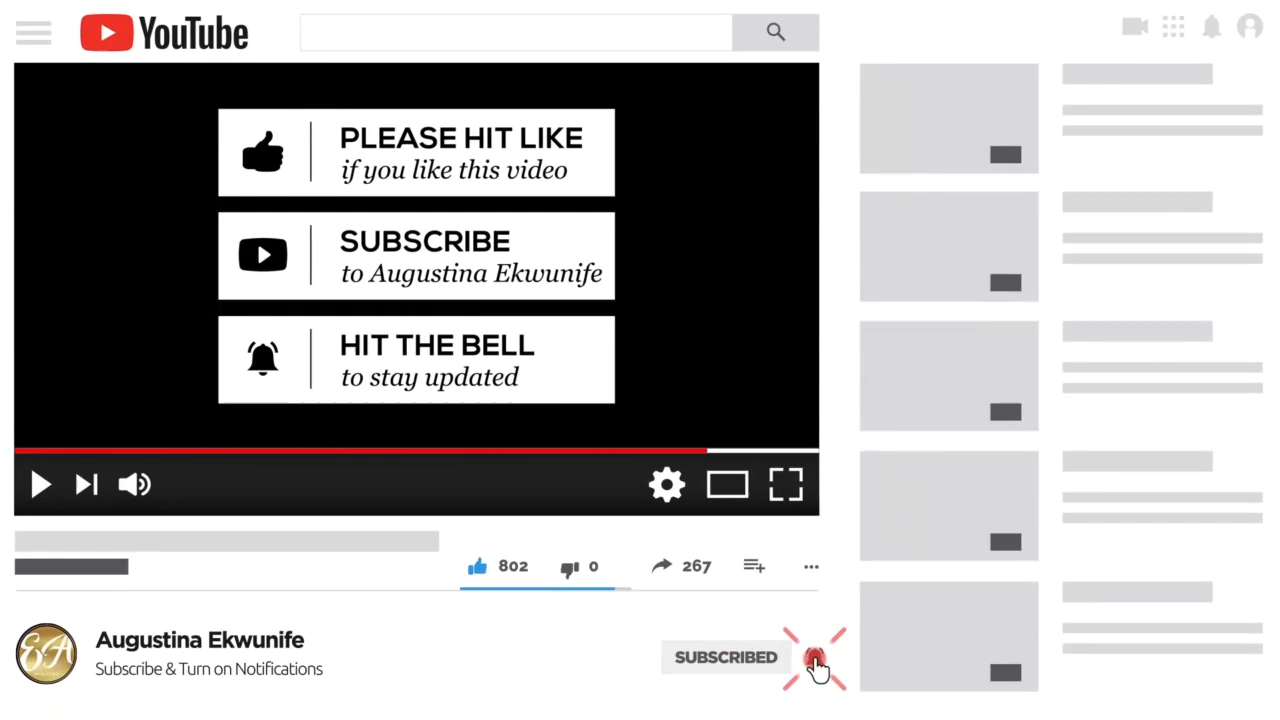 YouTube
PLEASE HIT LIKE
if you like this video
SUBSCRIBE
to Augustina Ekwunife
HIT THE BELL
to stay updated
802 0 267
EA
Augustina Ekwunife
Subscribe & Turn on Notifications
SUBSCRIBED